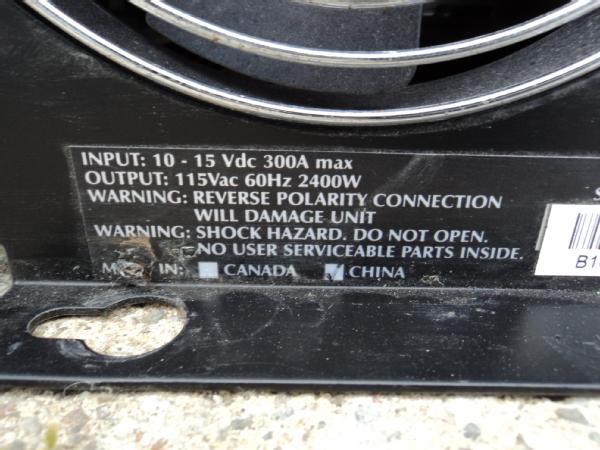 INPUT: 10 - 15 Vdc 300A max
OUTPUT: 115Vac 60Hz 2400W
WARNING: REVERSE POLARITY CONNECTION
WILL DAMAGE UNIT
WARNING: SHOCK HAZARD. DO NOT OPEN.
NO USER SERVICEABLE PARTS INSIDE.
IN: CANADA CHINA